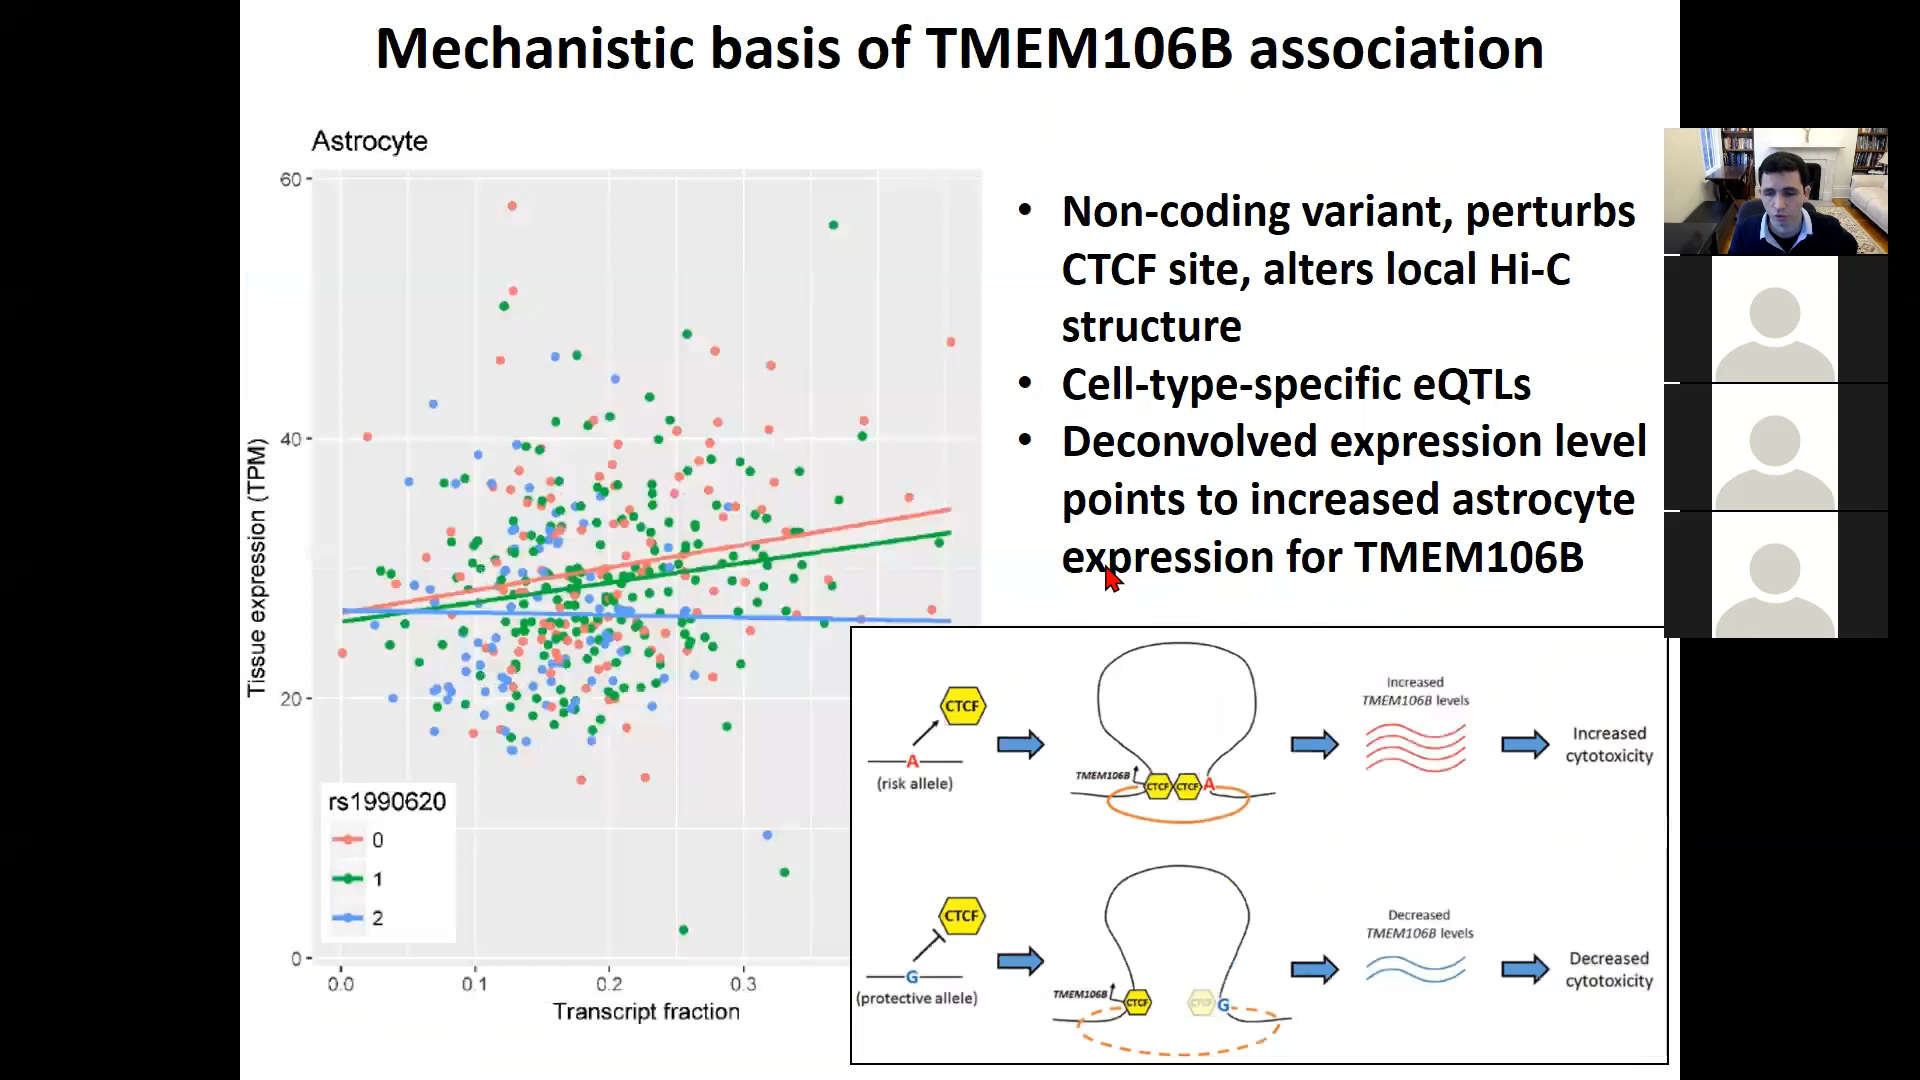 Mechanistic basis of TMEM106B association
Astrocyte
60
40
20
0
Tissue expression (TPM)
0.0
0.1
0.2
0.3
Transcript fraction
rs1990620
0
1
2
• Non-coding variant, perturbs
CTCF site, alters local Hi-C
structure
• Cell-type-specific eQTLs
• Deconvolved expression level
points to increased astrocyte
expression for TMEM106B
CTCF
A
(risk allele)
TMEM106B
CTCF
CTCF
A
Increased
TMEM106B levels
Increased
cytotoxicity
CTCF
G
(protective allele)
TMEM106B
CTCF
CTCF
G
Decreased
TMEM106B levels
Decreased
cytotoxicity